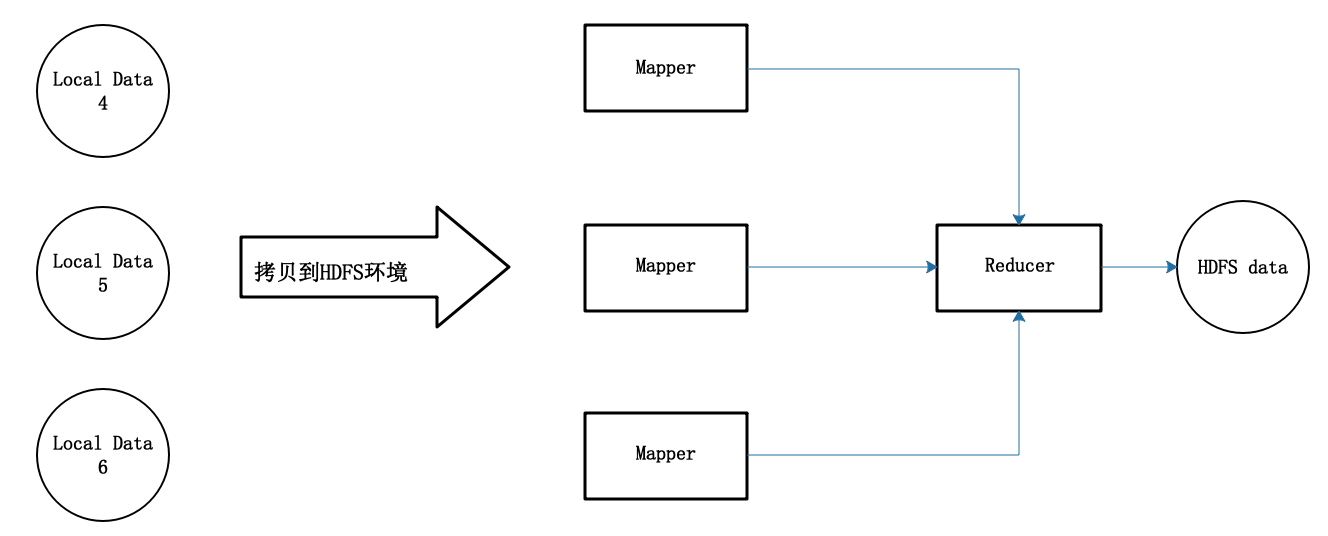 Local Data
4
Mapper
Local Data
5
拷贝到HDFS环境
Mapper
Reducer
HDFS data
Local Data
6
Mapper